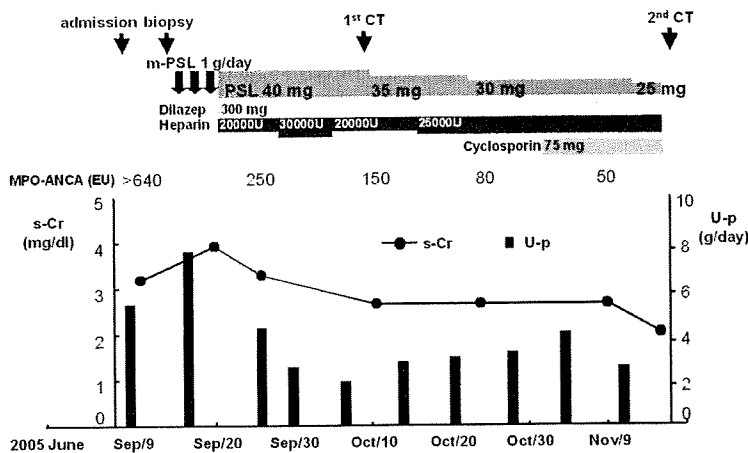 admission biopsy 1st CT 2nd CT
m-PSL 1 g/day
PSL 40 mg 35 mg 30 mg 25 mg
Dilazep 300 mg
Heparin 20000U 30000U 20000U 25000U
Cyclosporin 75 mg
MPO-ANCA (EU) >640 250 150 80 50
s-Cr (mg/dl)
5
4
3
2
1
0
s-Cr U-p
U-p (g/day)
10
8
6
4
2
0
2005 June Sep/9 Sep/20 Sep/30 Oct/10 Oct/20 Oct/30 Nov/9